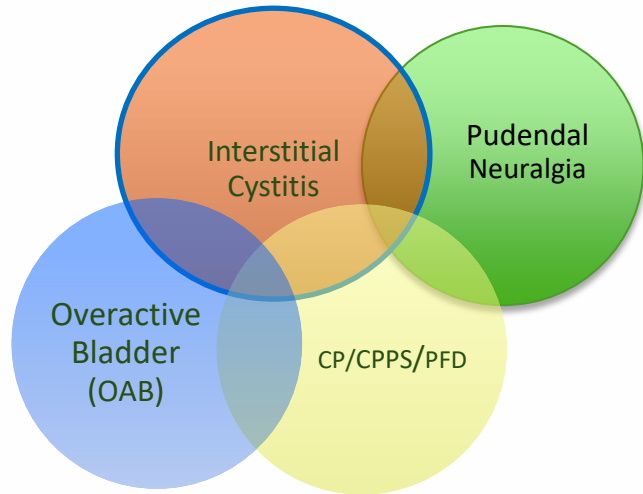 Interstitial
Cystitis
Pudendal
Neuralgia
Overactive
Bladder
(OAB)
CP/CPPS/PFD